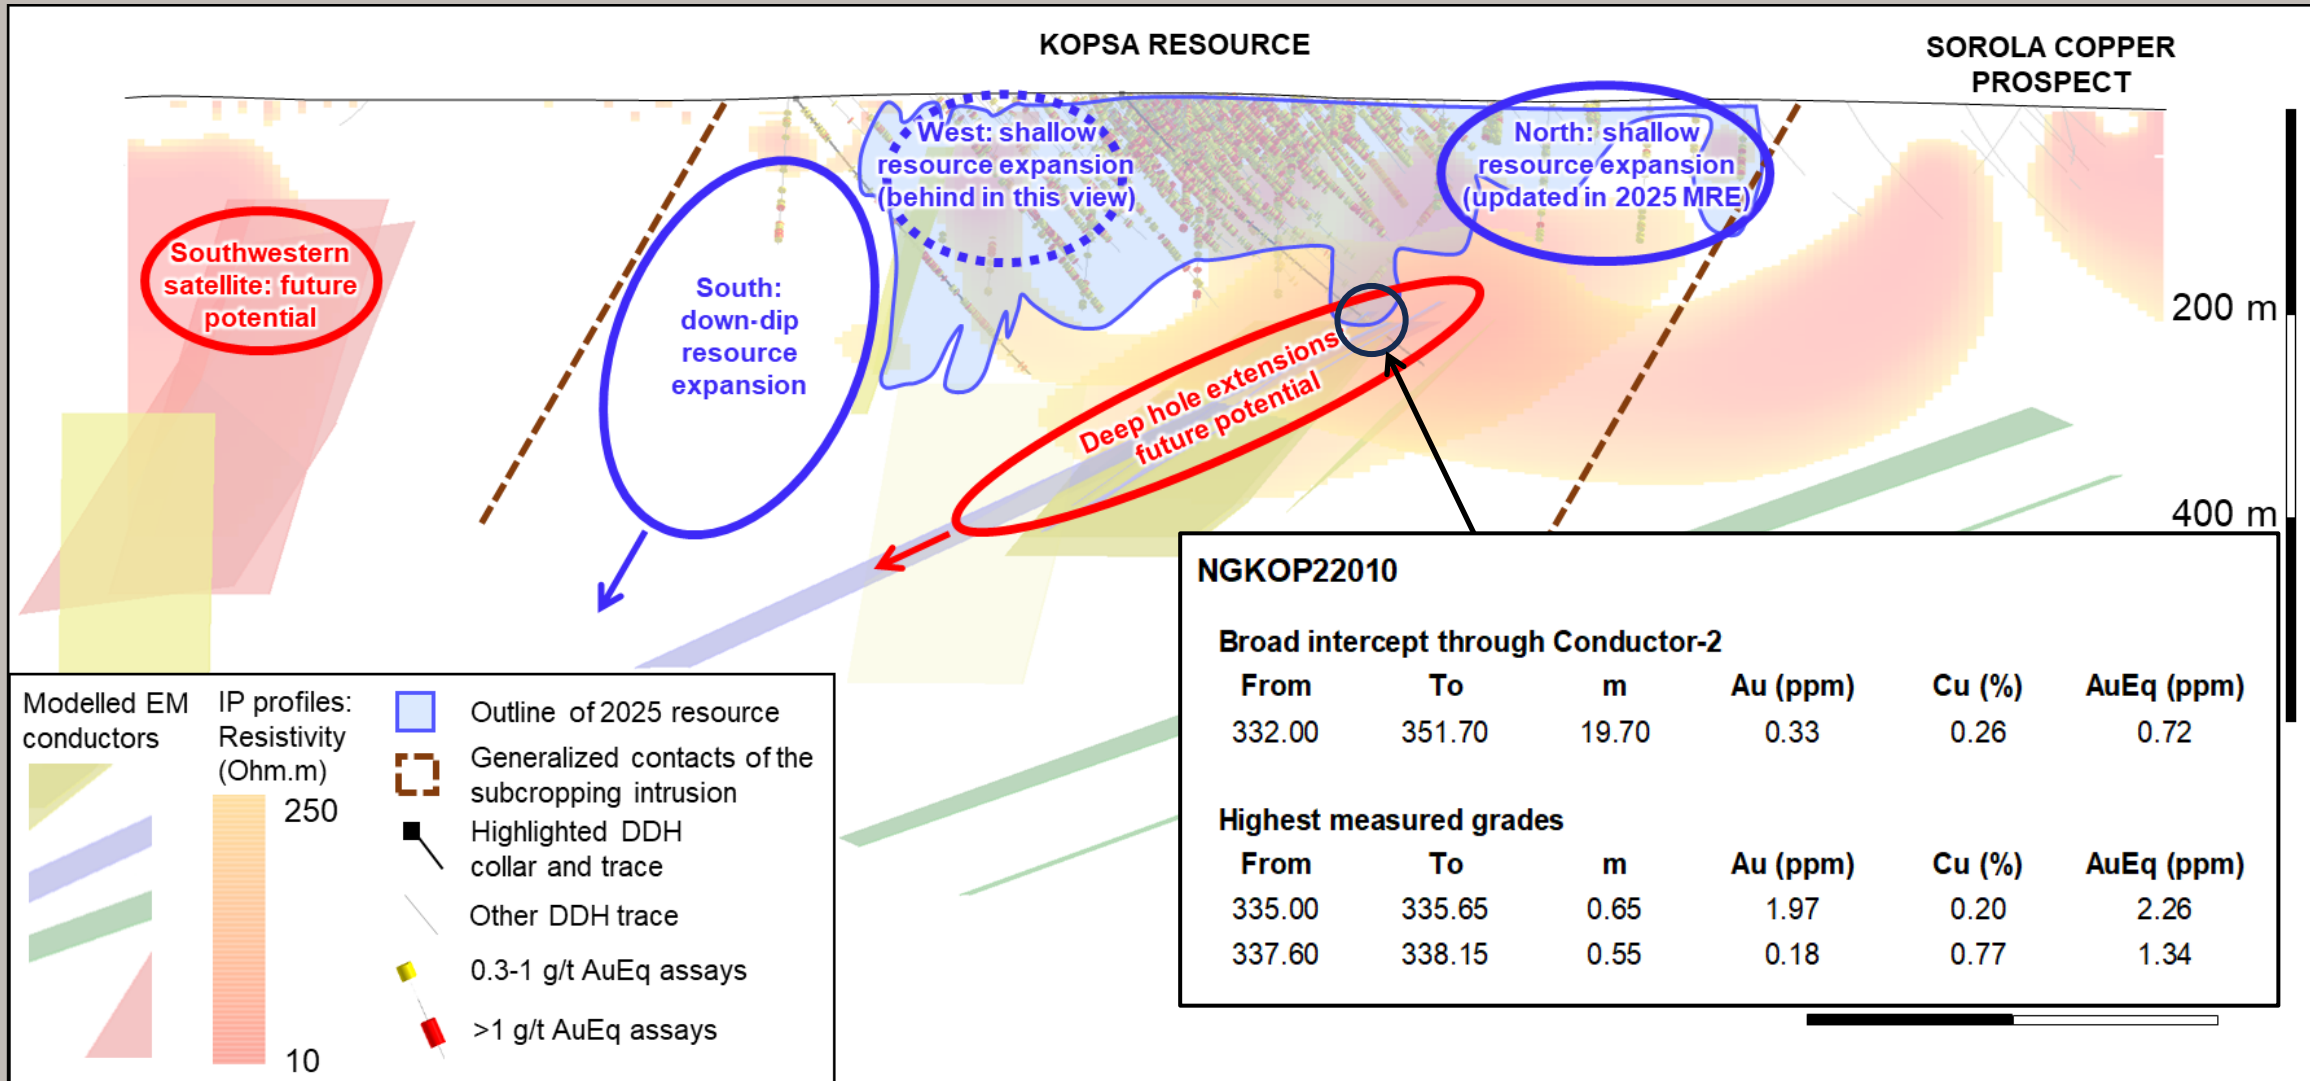 KOPSA RESOURCE
SOROLA COPPER
PROSPECT
West: shallow
resource expansion
(behind in this view)
North: shallow
resource expansion
(updated in 2025 MRE)
Southwestern
satellite: future
potential
South:
down-dip
resource
expansion
Deep hole extensions
future potential
200 m
400 m
NGKOP22010
Broad intercept through Conductor-2
From To m Au (ppm) Cu (%) AuEq (ppm)
332.00 351.70 19.70 0.33 0.26 0.72
Highest measured grades
From To m Au (ppm) Cu (%) AuEq (ppm)
335.00 335.65 0.65 1.97 0.20 2.26
337.60 338.15 0.55 0.18 0.77 1.34
Modelled EM
conductors
IP profiles:
Resistivity
(Ohm.m)
250
10
Outline of 2025 resource
Generalized contacts of the
subcropping intrusion
Highlighted DDH
collar and trace
Other DDH trace
0.3-1 g/t AuEq assays
>1 g/t AuEq assays